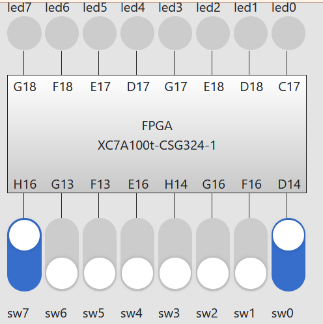 led7 led6 led5 led4 led3 led2 led1 led0
G18 F18 E17 D17 G17 E18 D18 C17
FPGA
XC7A100t-CSG324-1
H16 G13 F13 E16 H14 G16 F16 D14
sw7 sw6 sw5 sw4 sw3 sw2 sw1 sw0